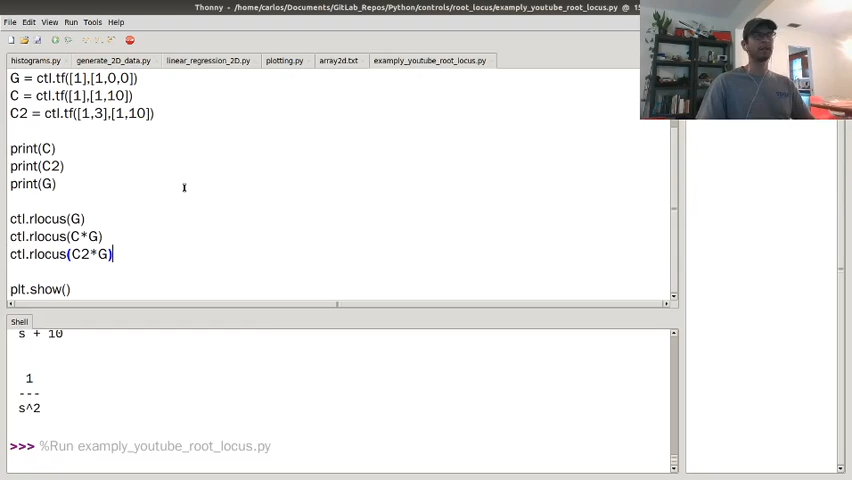 Thonny - /home/carlos/Documents/GitLab_Repos/Python/controls/root_locus/examply_youtube_root_locus.py @ 15
File Edit View Run Tools Help
histograms.py generate_2D_data.py linear_regression_2D.py plotting.py array2d.txt examply_youtube_root_locus.py
G = ctl.tf([1],[1,0,0])
C = ctl.tf([1],[1,10])
C2 = ctl.tf([1,3],[1,10])
print(C)
print(C2)
print(G)
ctl.rlocus(G)
ctl.rlocus(C*G)
ctl.rlocus(C2*G)
plt.show()
Shell
s + 10
1
---
s^2
>>> %Run examply_youtube_root_locus.py